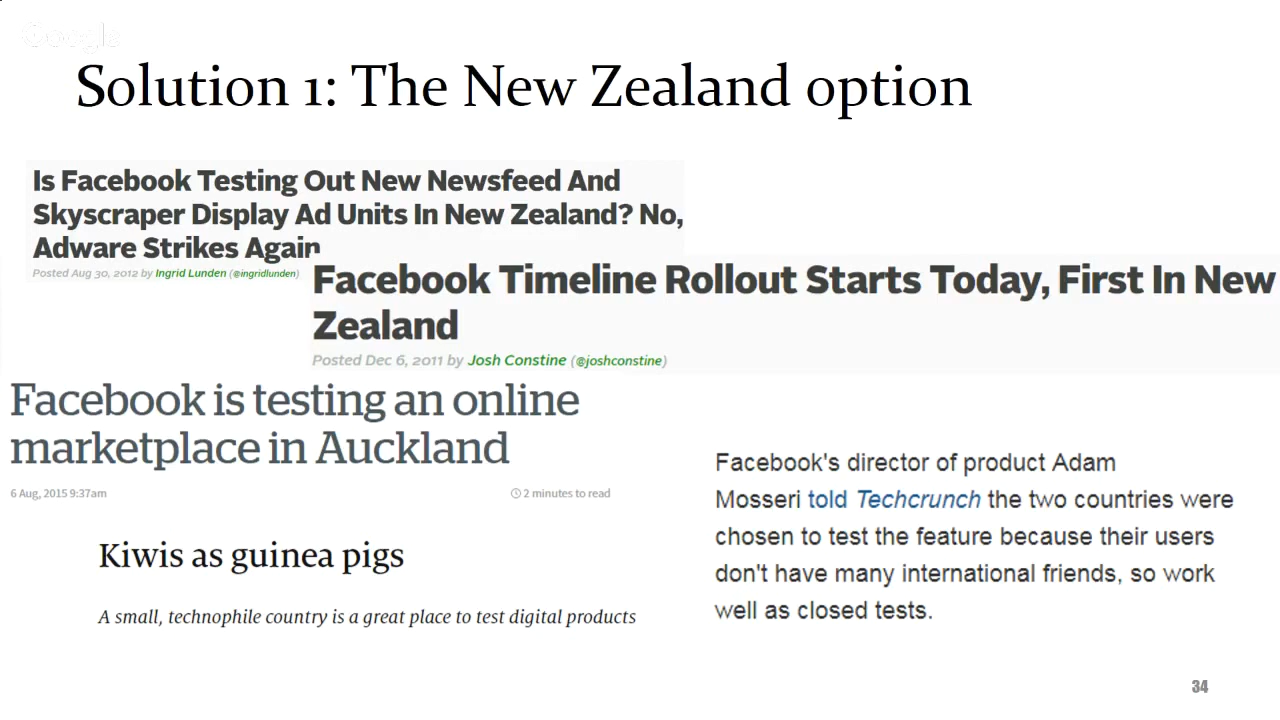 Google
Solution 1: The New Zealand option
Is Facebook Testing Out New Newsfeed And
Skyscraper Display Ad Units In New Zealand? No,
Adware Strikes Again
Posted Aug 30, 2012 by Ingrid Lunden (@ingridlunden)
Facebook Timeline Rollout Starts Today, First In New
Zealand
Posted Dec 6, 2011 by Josh Constine (@joshconstine)
Facebook is testing an online
marketplace in Auckland
6 Aug, 2015 9:37am
2 minutes to read
Kiwis as guinea pigs
A small, technophile country is a great place to test digital products
Facebook's director of product Adam
Mosseri told Techcrunch the two countries were
chosen to test the feature because their users
don't have many international friends, so work
well as closed tests.
34